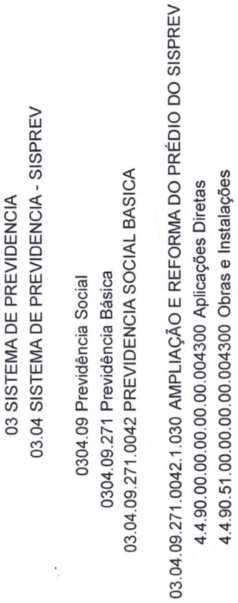 03 SISTEMA DE PREVIDENCIA
03.04 SISTEMA DE PREVIDENCIA - SISPREV
0304.09 Previdência Social
0304.09.271 Previdência Básica
03.04.09.271.0042 PREVIDENCIA SOCIAL BASICA
03.04.09.271.0042.1.030 AMPLIAÇÃO E REFORMA DO PRÉDIO DO SISPREV
4.4.90.00.00.00.00.004300 Aplicações Diretas
4.4.90.51.00.00.00.004300 Obras e Instalações